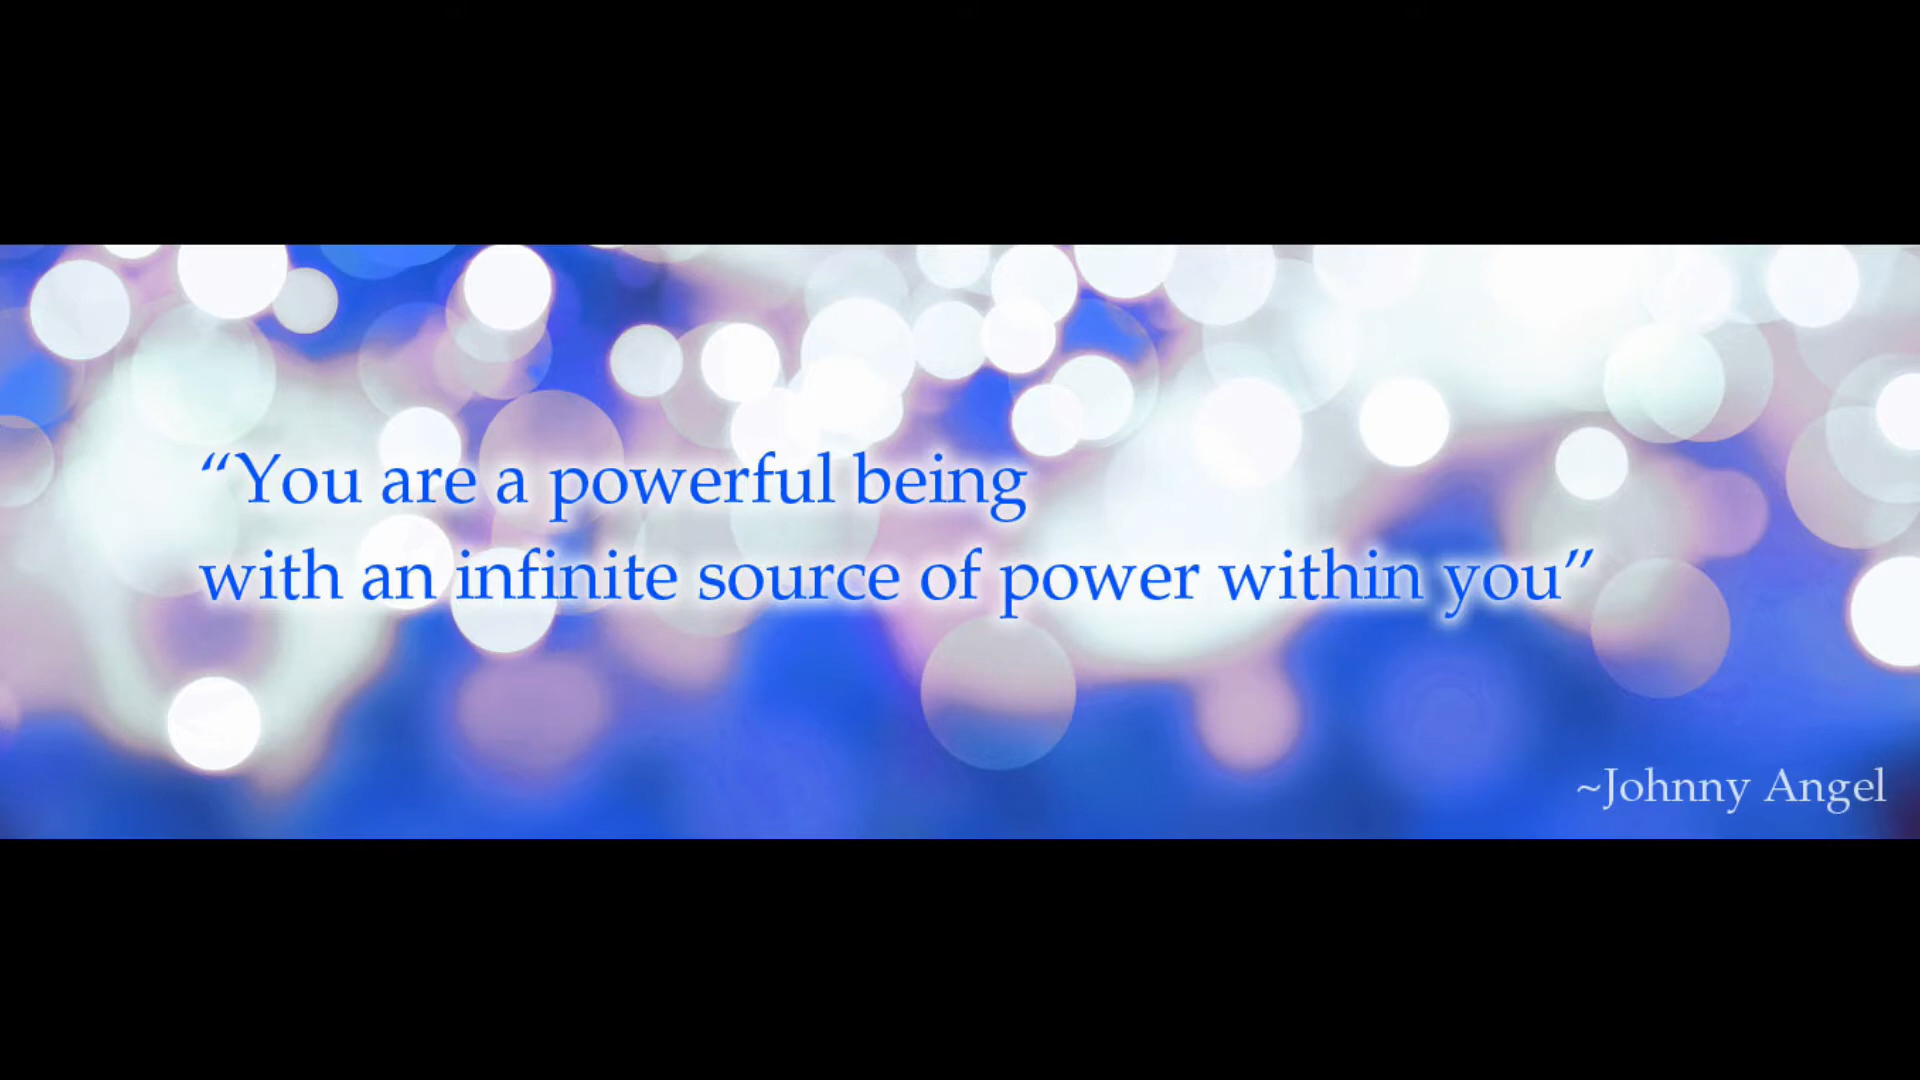 “You are a powerful being
with an infinite source of power within you”
~Johnny Angel